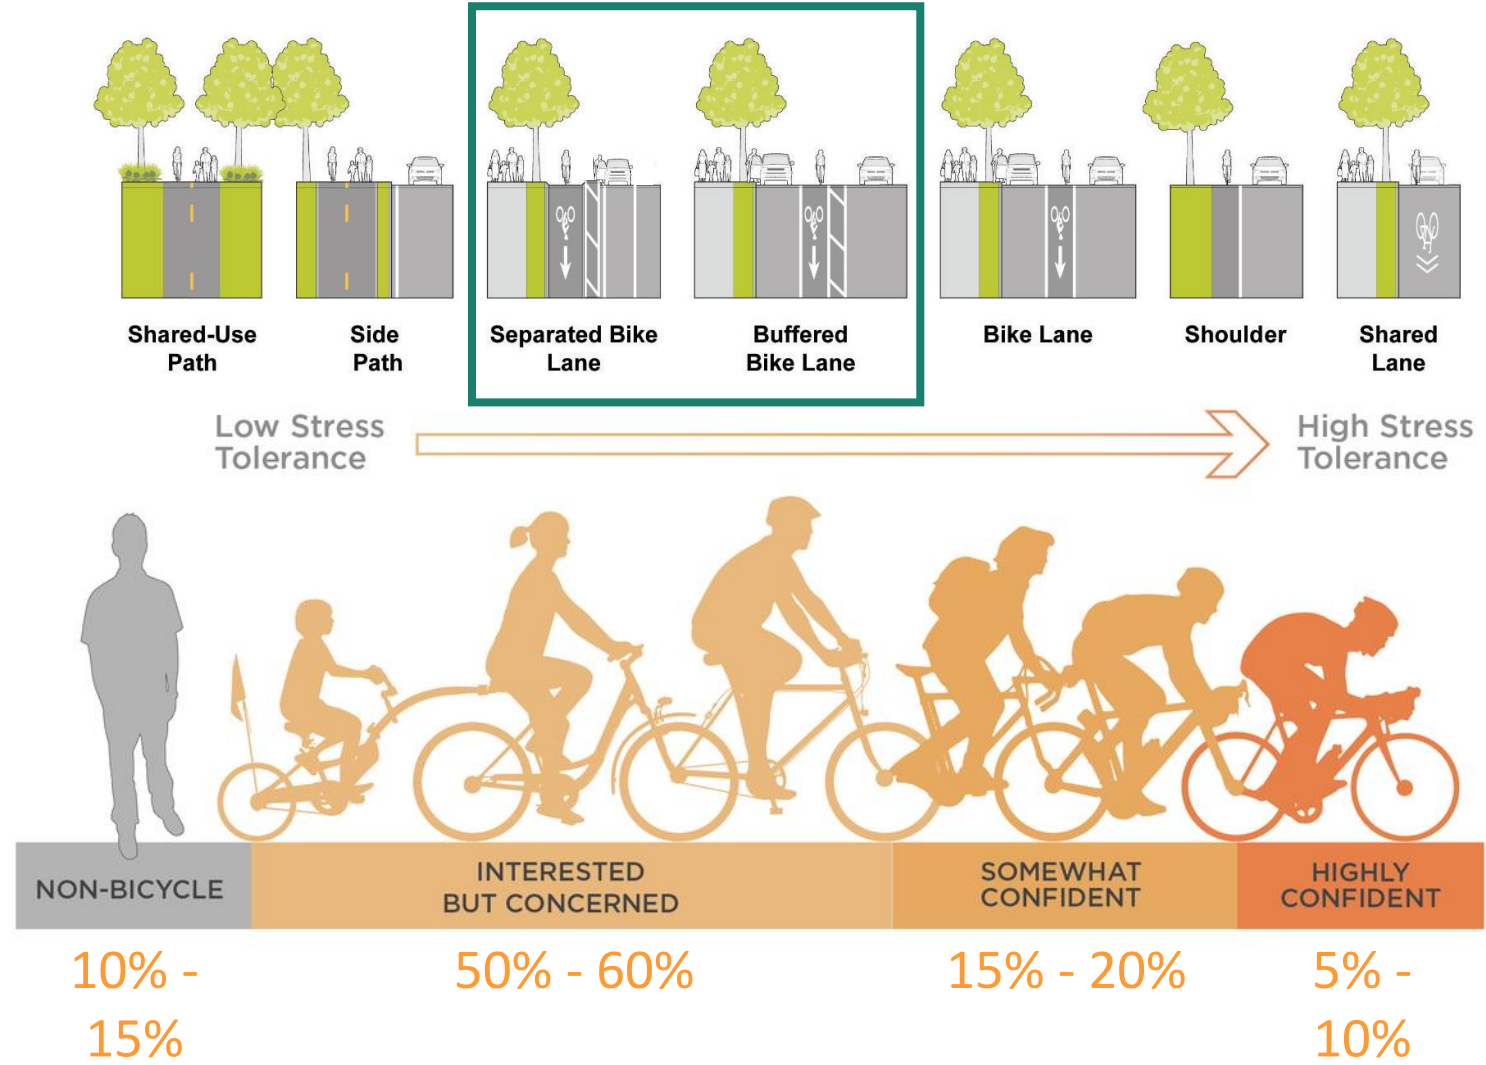 Shared-Use
Path
Side
Path
Separated Bike
Lane
Buffered
Bike Lane
Bike Lane
Shoulder
Shared
Lane
Low Stress
Tolerance
High Stress
Tolerance
NON-BICYCLE
INTERESTED
BUT CONCERNED
SOMEWHAT
CONFIDENT
HIGHLY
CONFIDENT
10% -
15%
50% - 60%
15% - 20%
5% -
10%